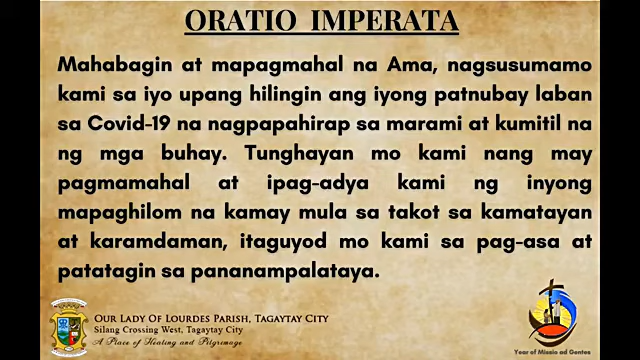 ORATIO IMPERATA
Mahabagin at mapagmahal na Ama, nagsusumamo
kami sa iyo upang hilingin ang iyong patnubay laban
sa Covid-19 na nagpapahirap sa marami at kumitil na
ng mga buhay. Tunghayan mo kami nang may
pagmamahal at ipag-adya kami ng inyong
mapaghilom na kamay mula sa takot sa kamatayan
at karamdaman, itaguyod mo kami sa pag-asa at
patatagin sa pananampalataya.
OUR LADY OF LOURDES PARISH, TAGAYTAY CITY
Silang Crossing West, Tagaytay City
A Place of Healing and Pilgrimage
Year of Missio ad Gentes